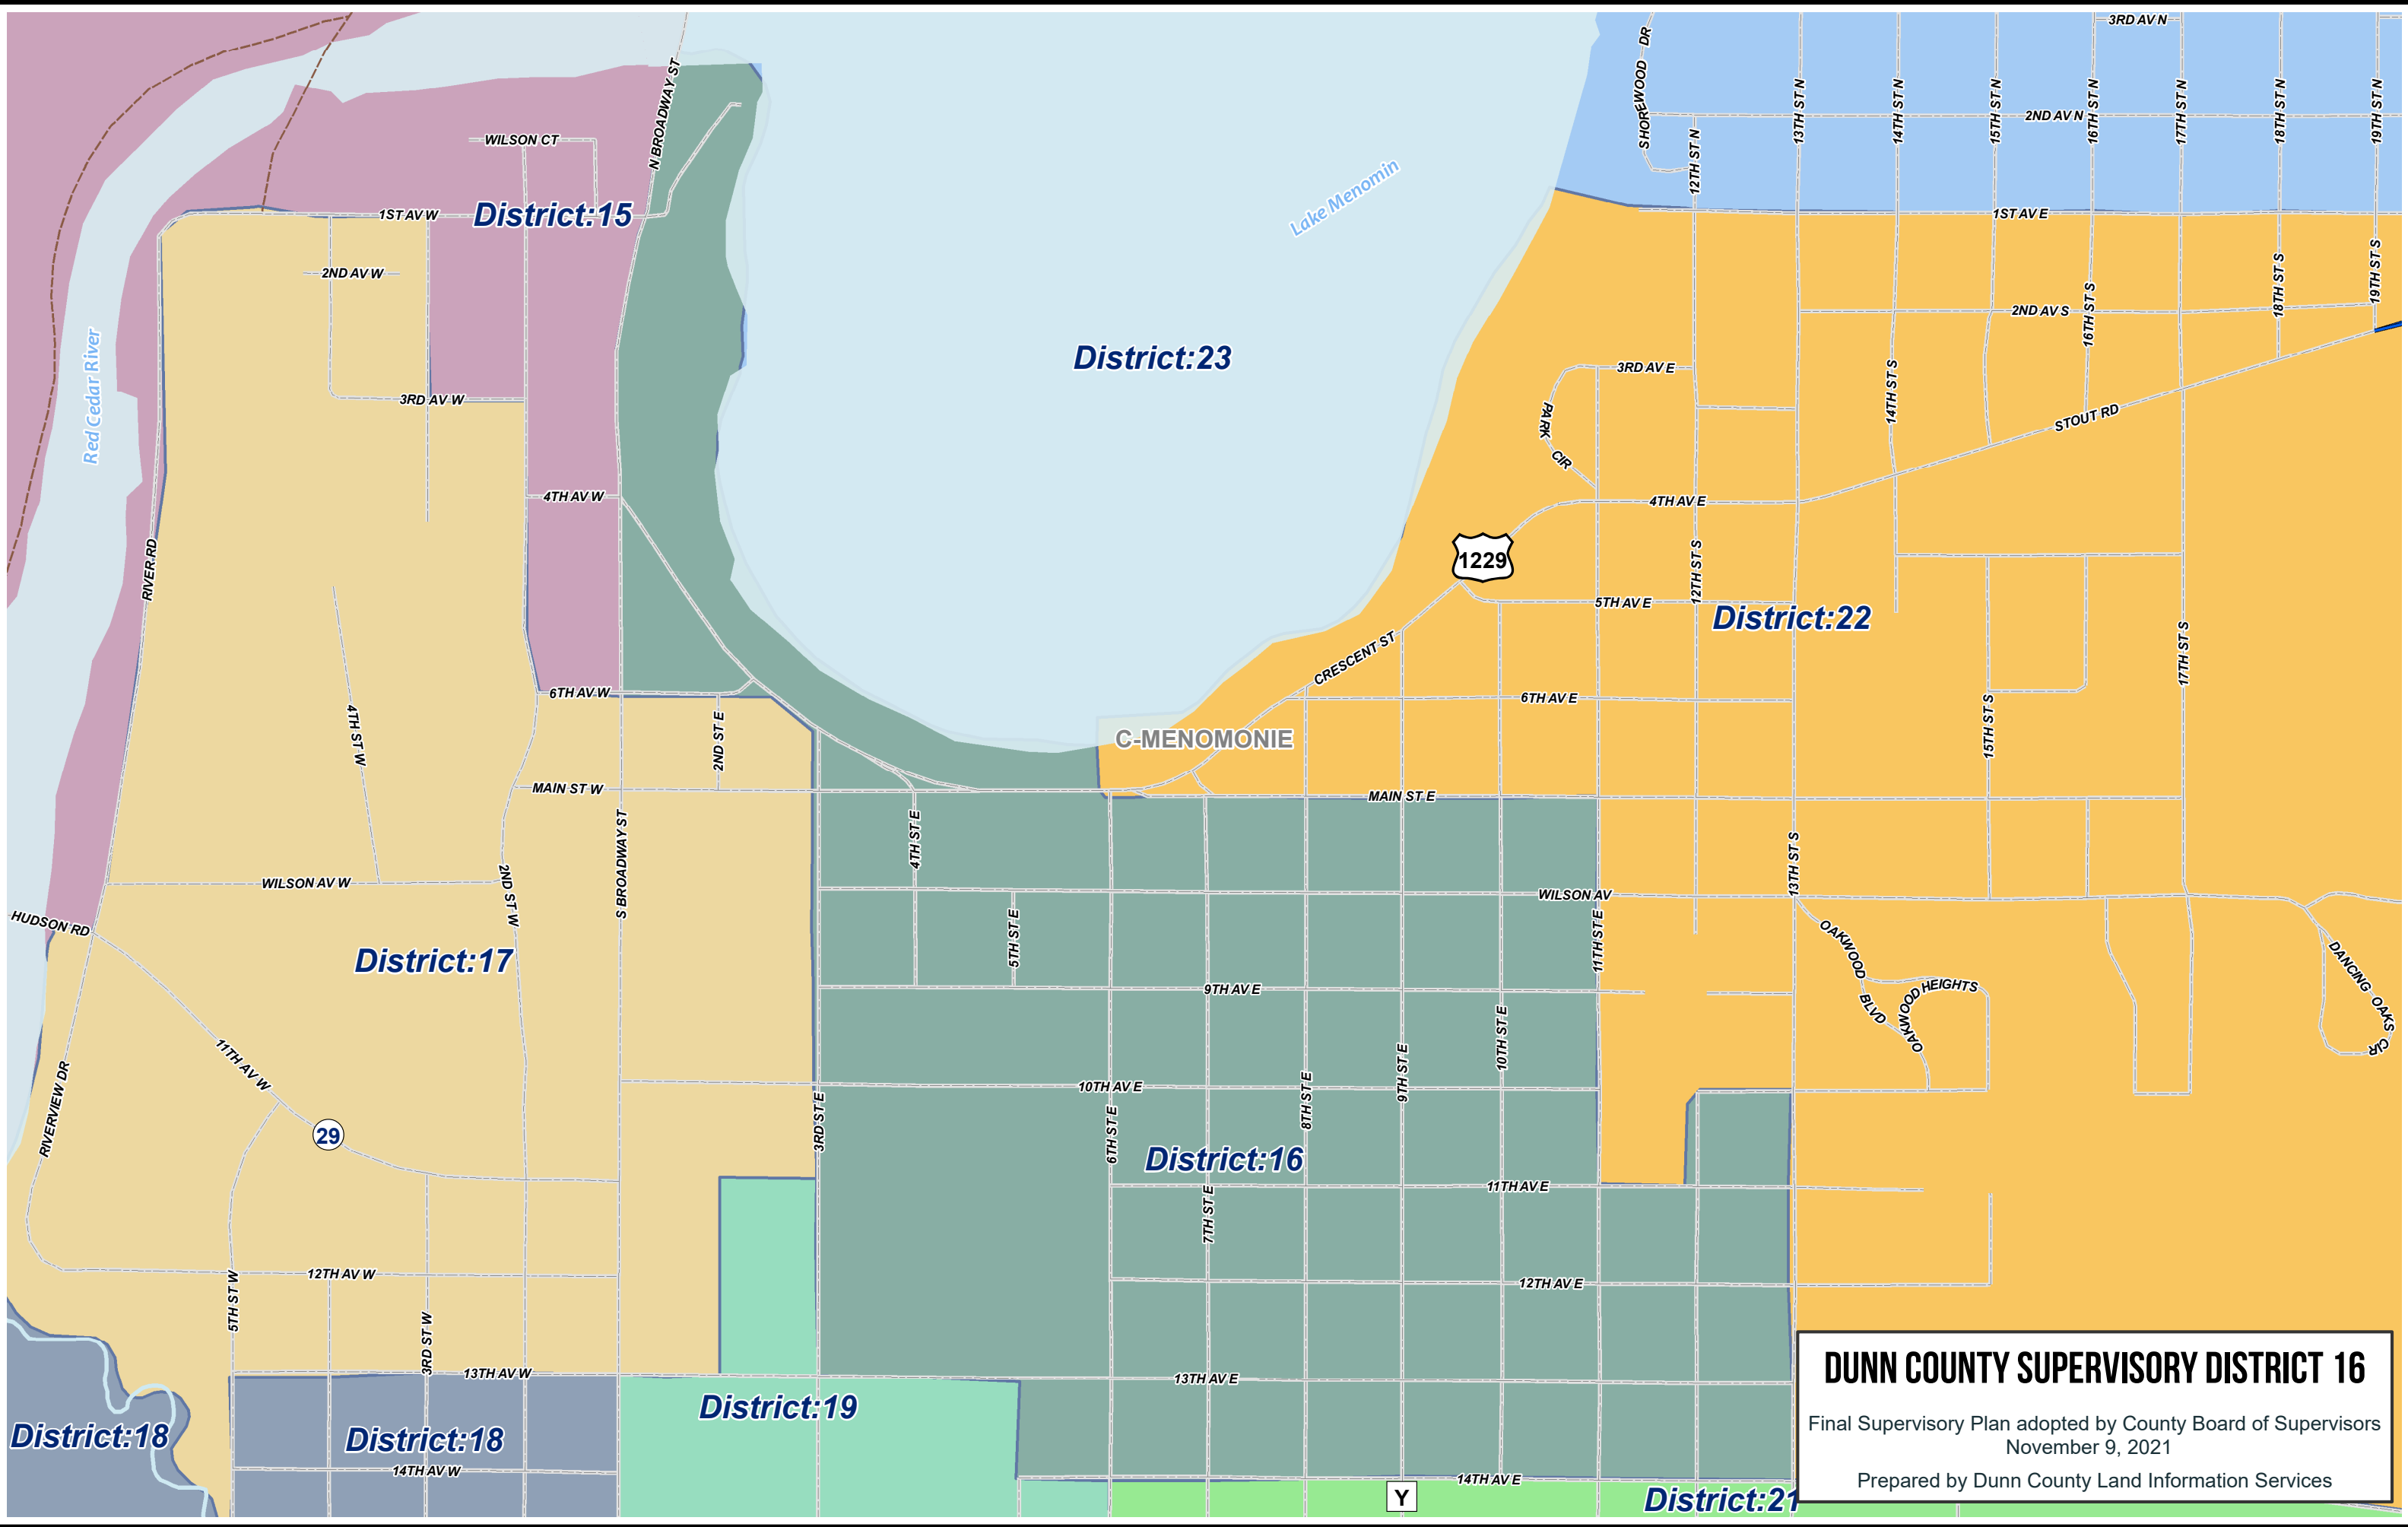 3RD AV N
SHOREWOOD DR
N BROADWAY ST
13TH ST N
14TH ST N
15TH ST N
16TH ST N
17TH ST N
18TH ST N
19TH ST N
2ND AV N
WILSON CT
12TH ST N
Lake Menomin
1ST AV W
District:15
1ST AV E
2ND AV W
18TH ST S
19TH ST S
16TH ST S
2ND AV S
District:23
3RD AV E
Red Cedar River
3RD AV W
14TH ST S
PARK CIR
STOUT RD
4TH AV W
4TH AV E
1229
RIVER RD
12TH ST S
5TH AV E
District:22
CRESCENT ST
17TH ST S
6TH AV W
6TH AV E
4TH ST W
2ND ST E
C-MENOMONIE
15TH ST S
MAIN ST W
MAIN ST E
4TH ST E
S BROADWAY ST
13TH ST S
WILSON AV W
2ND ST W
WILSON AV
HUDSON RD
5TH ST E
11TH ST E
OAKWOOD BLVD
DANCING OAKS CIR
District:17
9TH AV E
OAKWOOD HEIGHTS
10TH ST E
11TH AV W
9TH ST E
8TH ST E
10TH AV E
RIVERVIEW DR
29
3RD ST E
6TH ST E
District:16
11TH AV E
7TH ST E
12TH AV W
12TH AV E
5TH ST W
3RD ST W
13TH AV W
13TH AV E
District:19
District:18
District:18
14TH AV W
14TH AV E
Y
District:21
DUNN COUNTY SUPERVISORY DISTRICT 16
Final Supervisory Plan adopted by County Board of Supervisors
November 9, 2021
Prepared by Dunn County Land Information Services